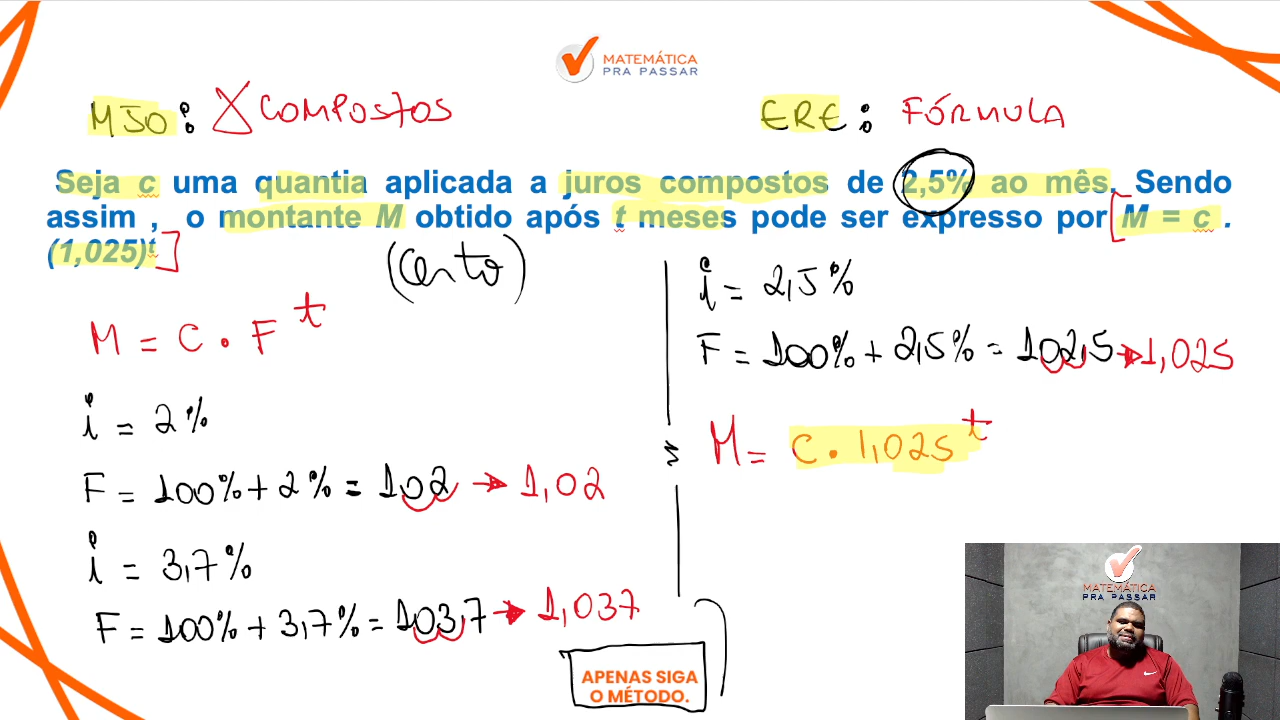 MATEMÁTICA
PRA PASSAR
MJO: COMPOSTOS
ERE: FÓRMULA
Seja c uma quantia aplicada a juros compostos de 2,5% ao mês. Sendo
assim , o montante M obtido após t meses pode ser expresso por M = c .
(1,025)ᵗ
(Certo)
M = C . F ᵗ
i = 2%
F = 100% + 2% = 102 → 1,02
i = 3,7%
F = 100% + 3,7% = 103,7 → 1,037
i = 2,5%
F = 100% + 2,5% = 102,5 → 1,025
M = C . 1,025 ᵗ
APENAS SIGA
O MÉTODO.
MATEMÁTICA
PRA PASSAR